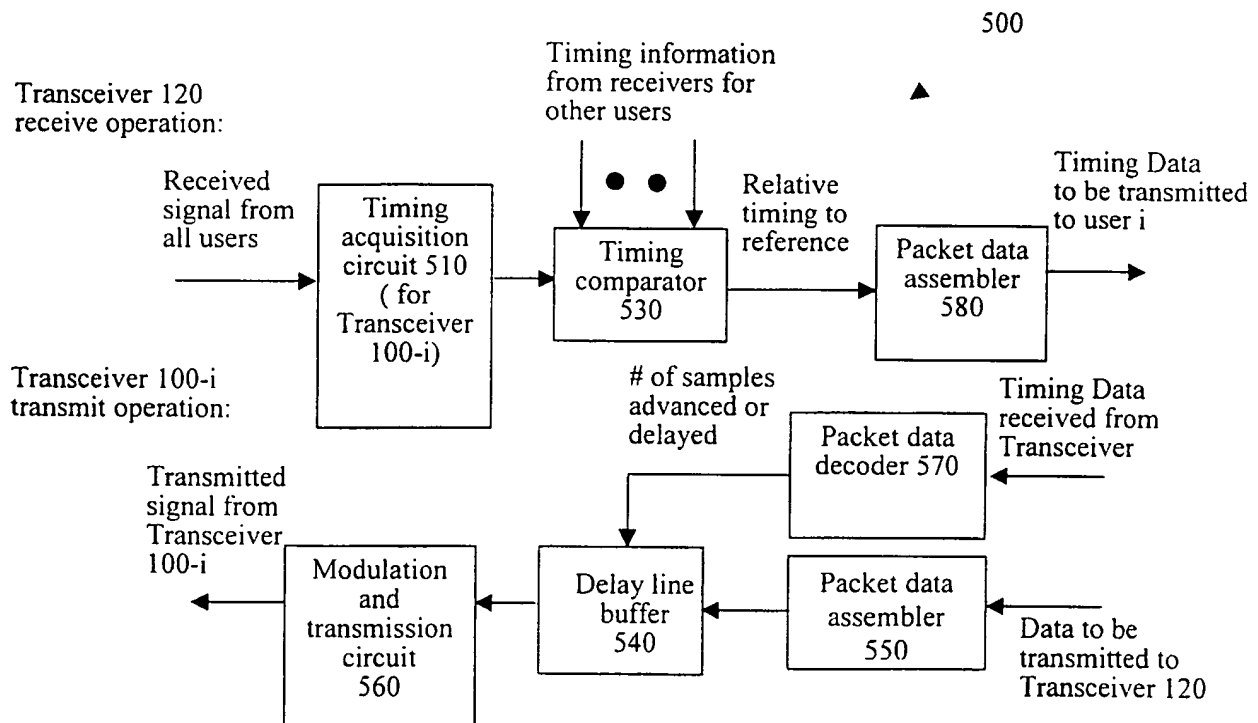 500
Timing information
from receivers for
other users
Transceiver 120
receive operation:
Received
signal from
all users
Timing
acquisition
circuit 510
( for
Transceiver
100-i)
Timing
comparator
530
Relative
timing to
reference
Packet data
assembler
580
Timing Data
to be transmitted
to user i
Transceiver 100-i
transmit operation:
# of samples
advanced or
delayed
Packet data
decoder 570
Timing Data
received from
Transceiver
Transmitted
signal from
Transceiver
100-i
Modulation
and
transmission
circuit
560
Delay line
buffer
540
Packet data
assembler
550
Data to be
transmitted to
Transceiver 120